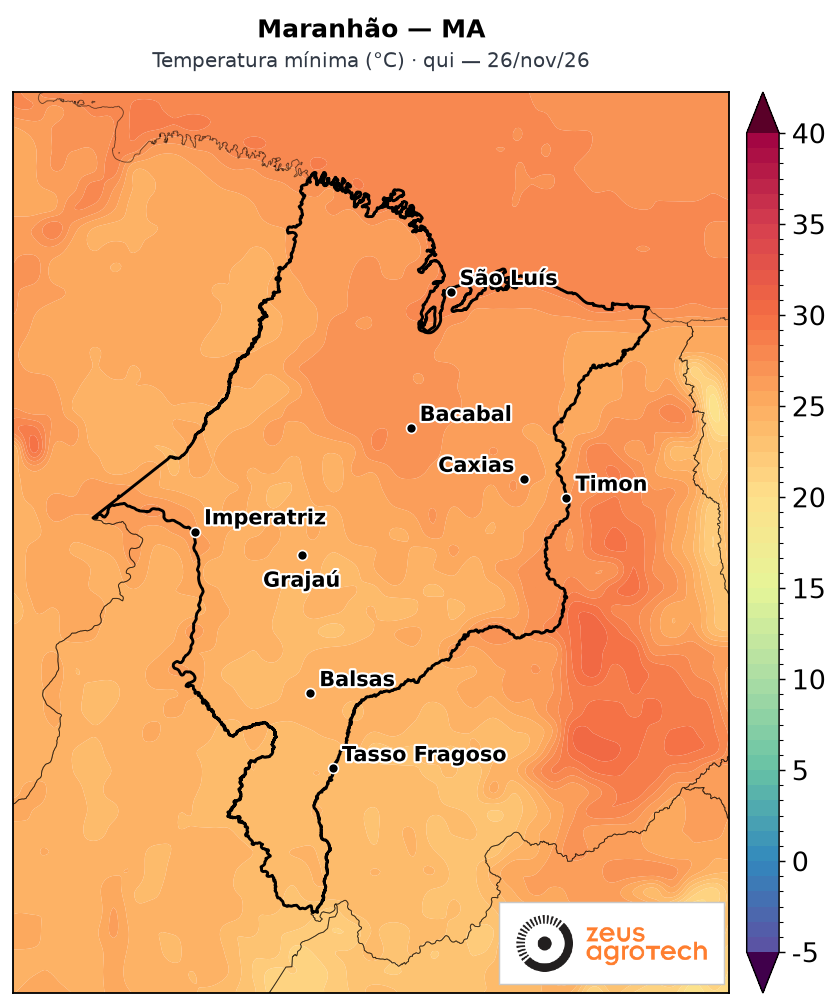 Maranhão — MA
Temperatura mínima (°C) · qui — 26/nov/26
São Luís
Bacabal
Caxias
Timon
Imperatriz
Grajaú
Balsas
Tasso Fragoso
40
35
30
25
20
15
10
5
0
-5
zeus
agrotech